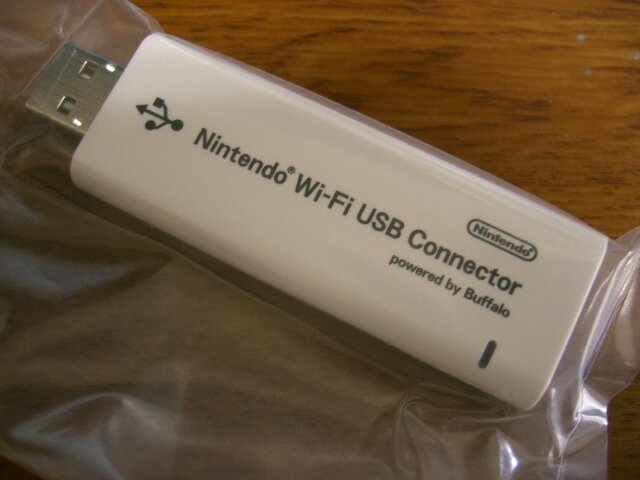 Nintendo® Wi-Fi USB Connector
Nintendo®
powered by Buffalo